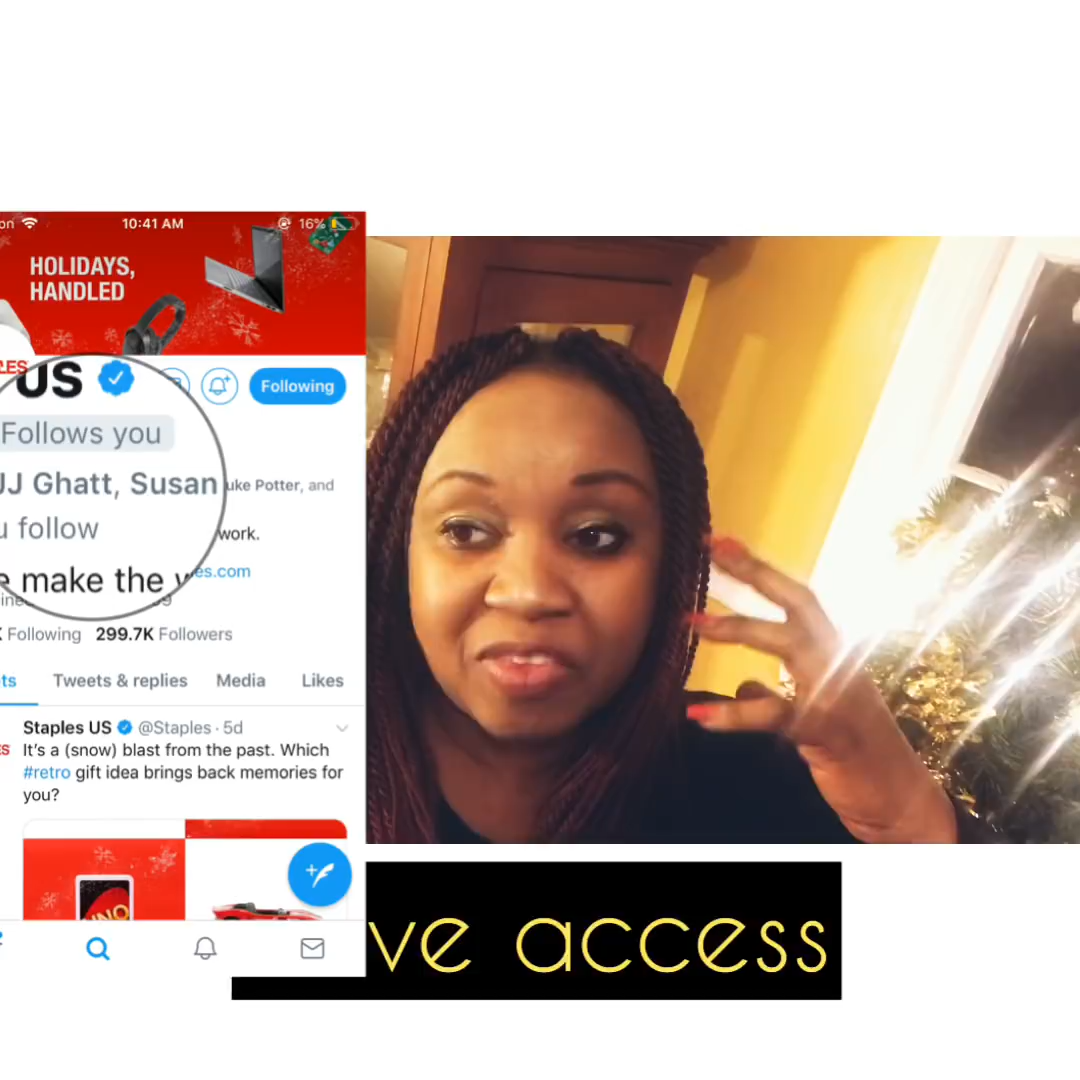 10:41 AM
16%
HOLIDAYS,
HANDLED
US
Following
Follows you
JJ Ghatt, Susan
uke Potter, and
follow
work.
make the
es.com
Following 299.7K Followers
Tweets & replies Media Likes
Staples US @Staples · 5d
It's a (snow) blast from the past. Which
#retro gift idea brings back memories for
you?
UNO
ve access